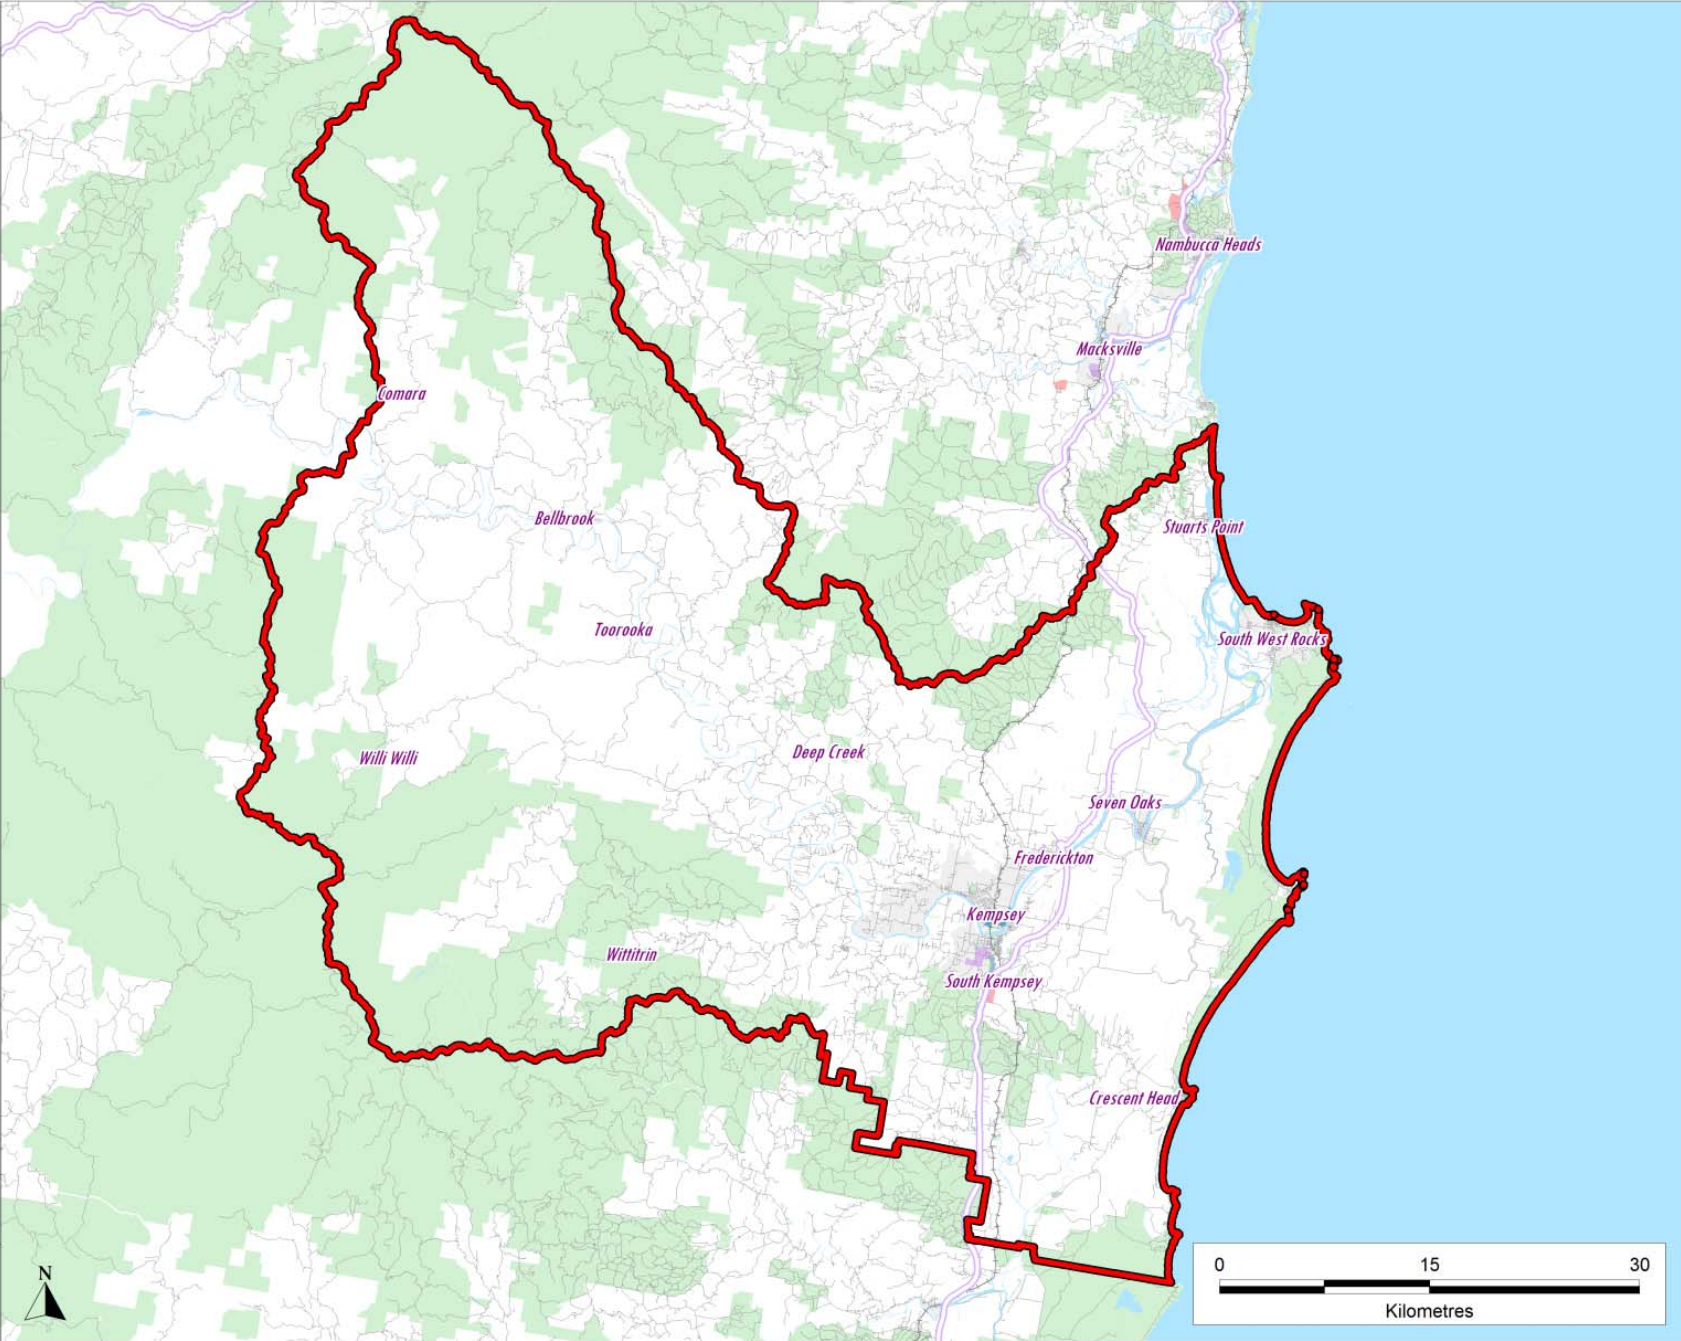 Nambucca Heads
Macksville
Comara
Bellbrook
Stuarts Point
Toorooka
South West Rocks
Deep Creek
Willi Willi
Seven Oaks
Frederickton
Kempsey
Wittitrin
South Kempsey
Crescent Head
N
0 15 30
Kilometres